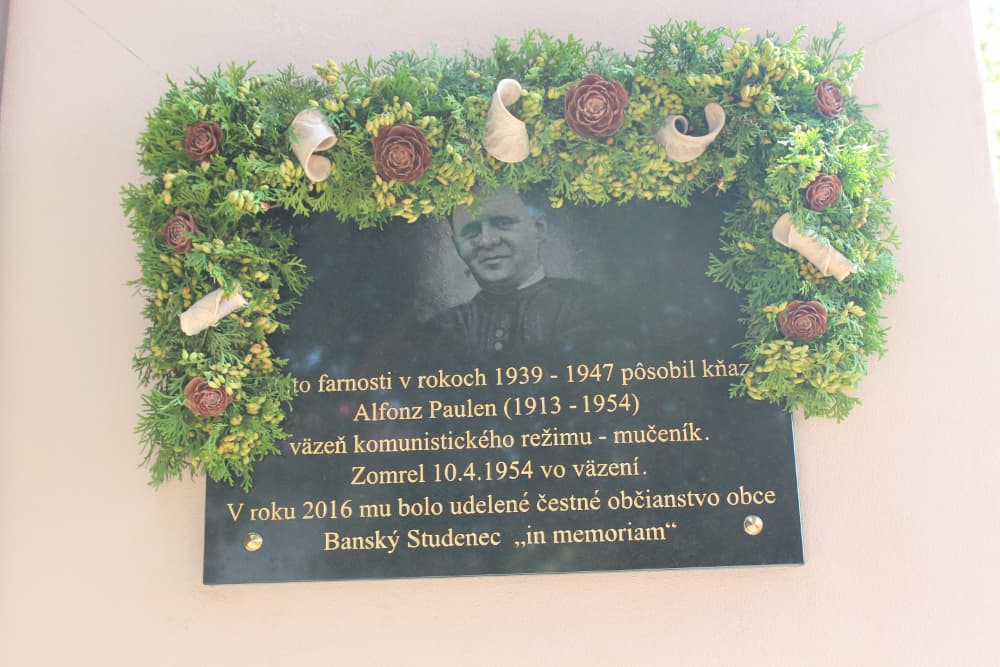 to farnosti v rokoch 1939 - 1947 pôsobil kňaz
Alfonz Paulen (1913 - 1954)
väzeň komunistického režimu - mučeník.
Zomrel 10.4.1954 vo väzení.
V roku 2016 mu bolo udelené čestné občianstvo obce
Banský Studenec „in memoriam“